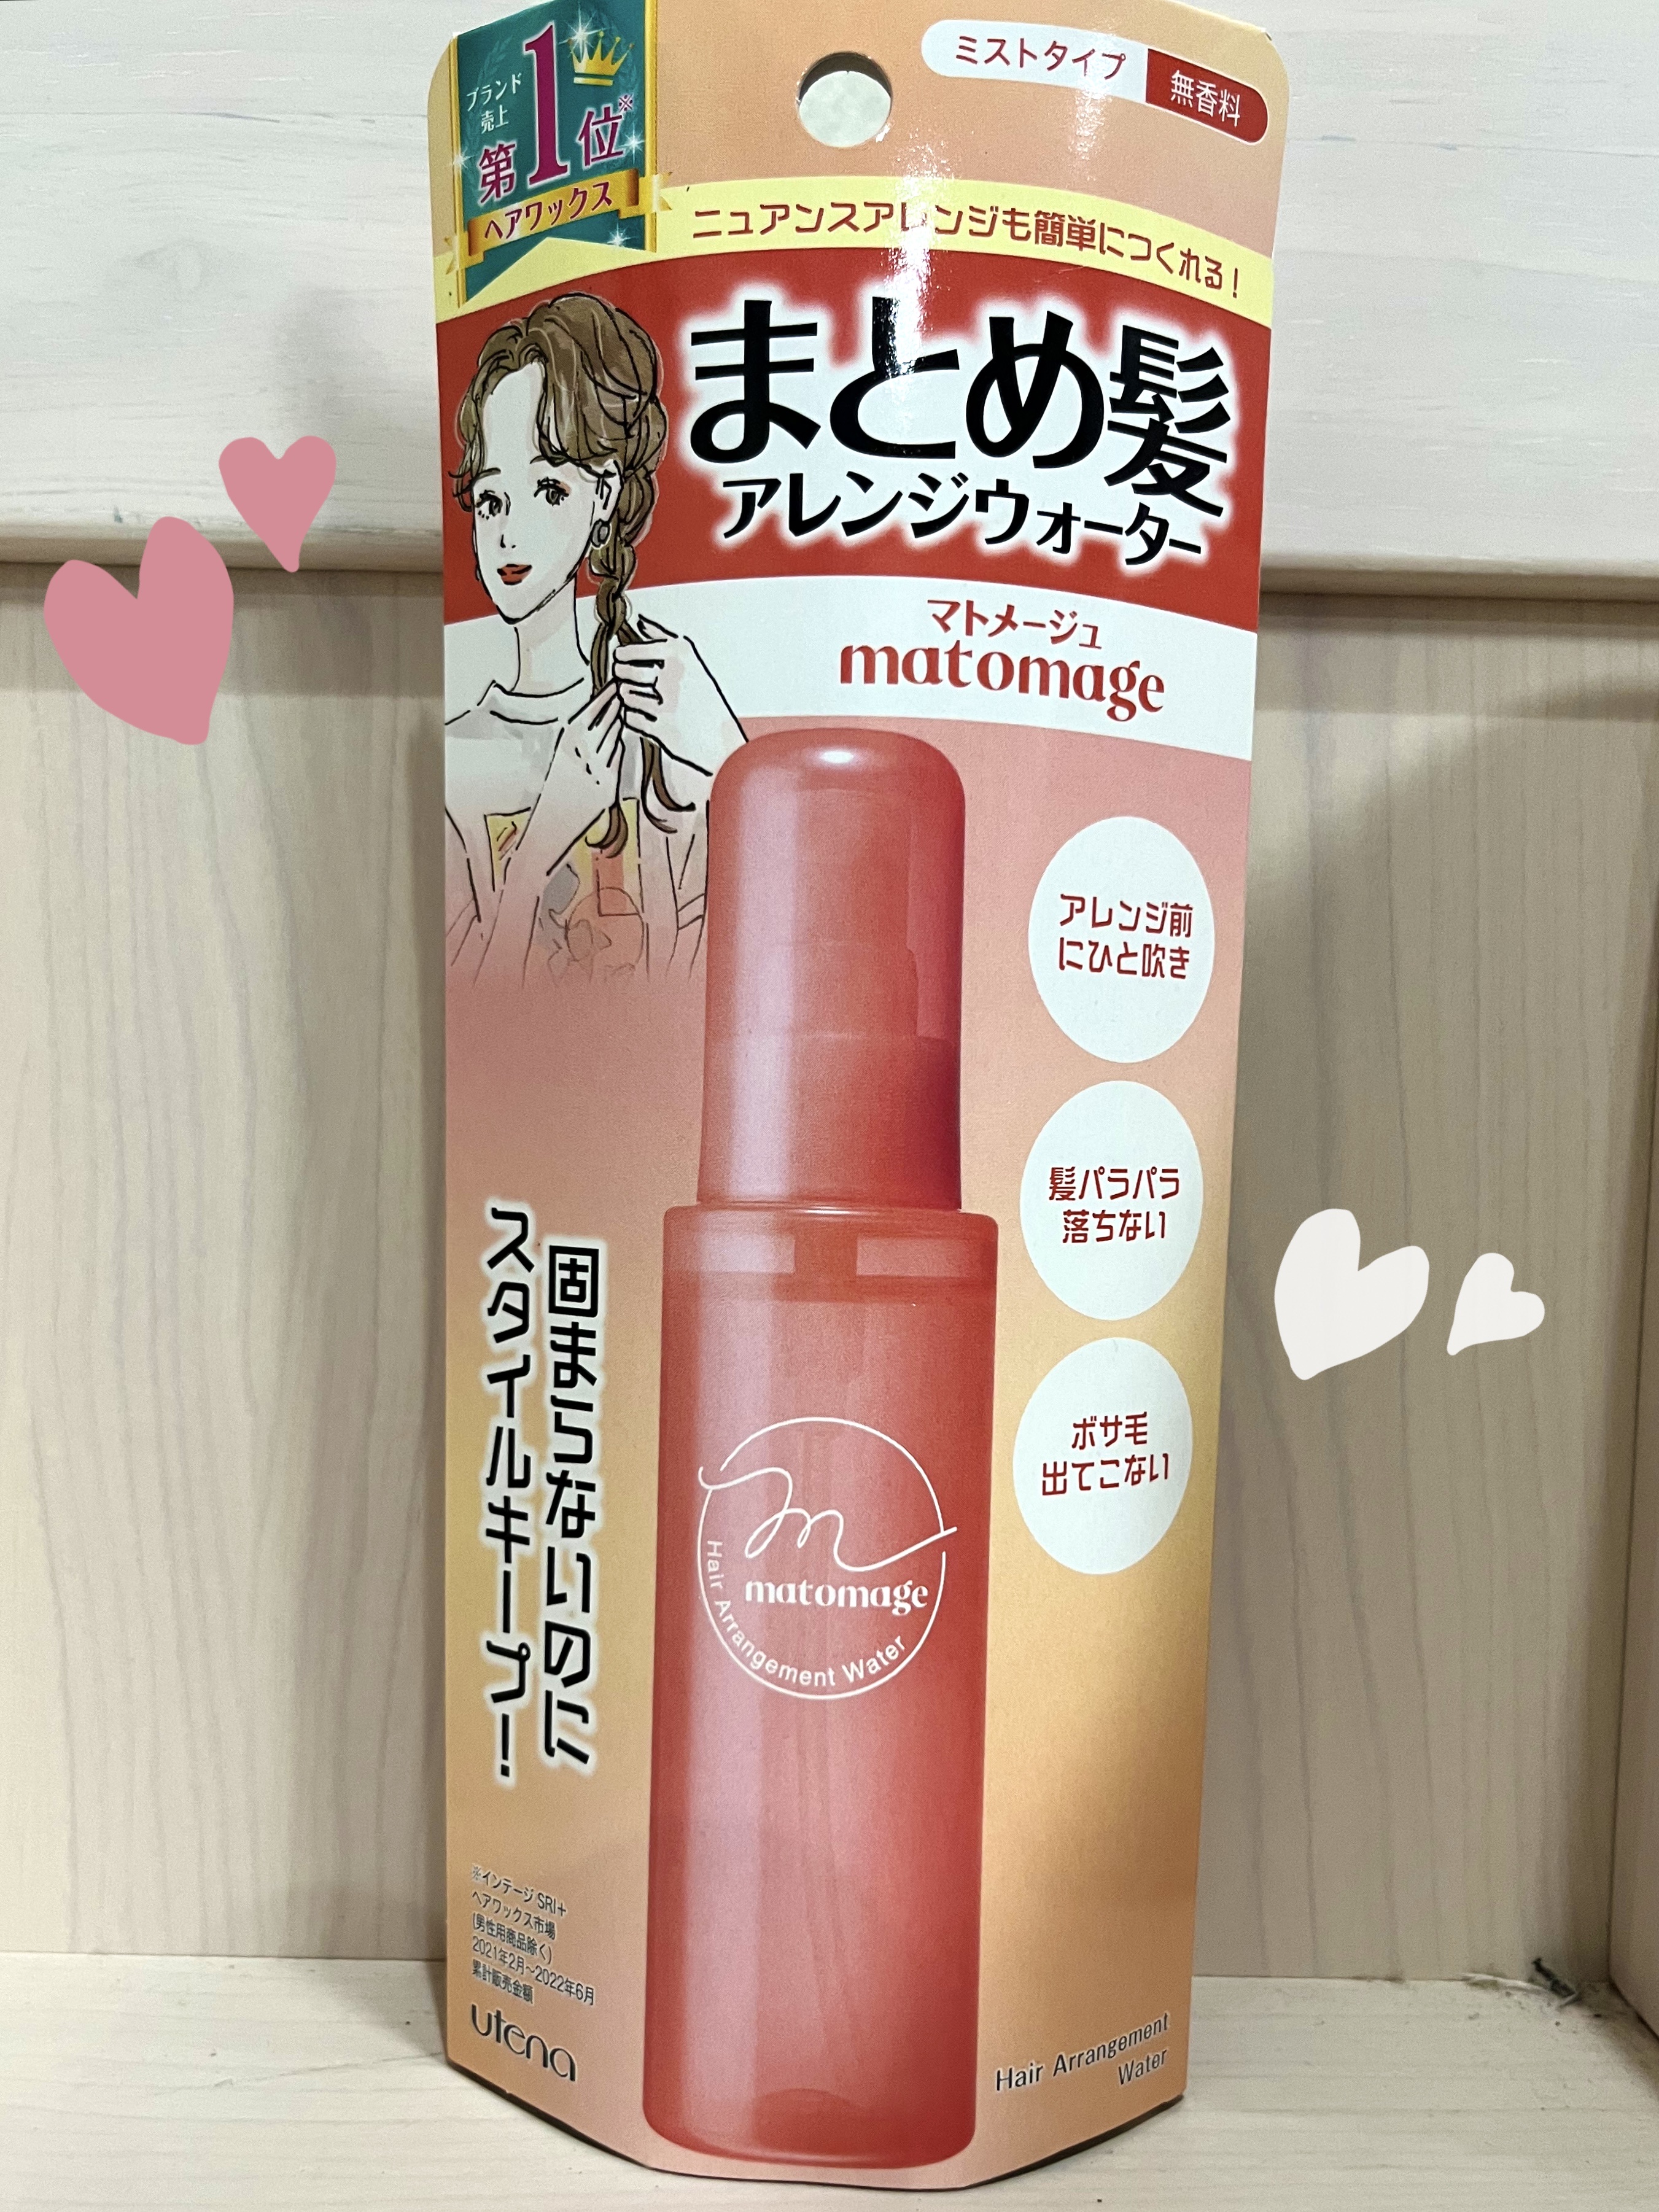 ブランド
売上
第1位※
ヘアワックス
ミストタイプ 無香料
ニュアンスアレンジも簡単につくれる!
まとめ髪
アレンジウォーター
マトメージュ
matomage
アレンジ前
にひと吹き
髪パラパラ
落ちない
ボサ毛
出てこない
固まらないのに
スタイルキープ!
m
matomage
Hair Arrangement Water
※インテージSRI+
ヘアワックス市場
(男性用商品除く)
2021年2月~2022年6月
累計販売金額
utena
Hair Arrangement
Water